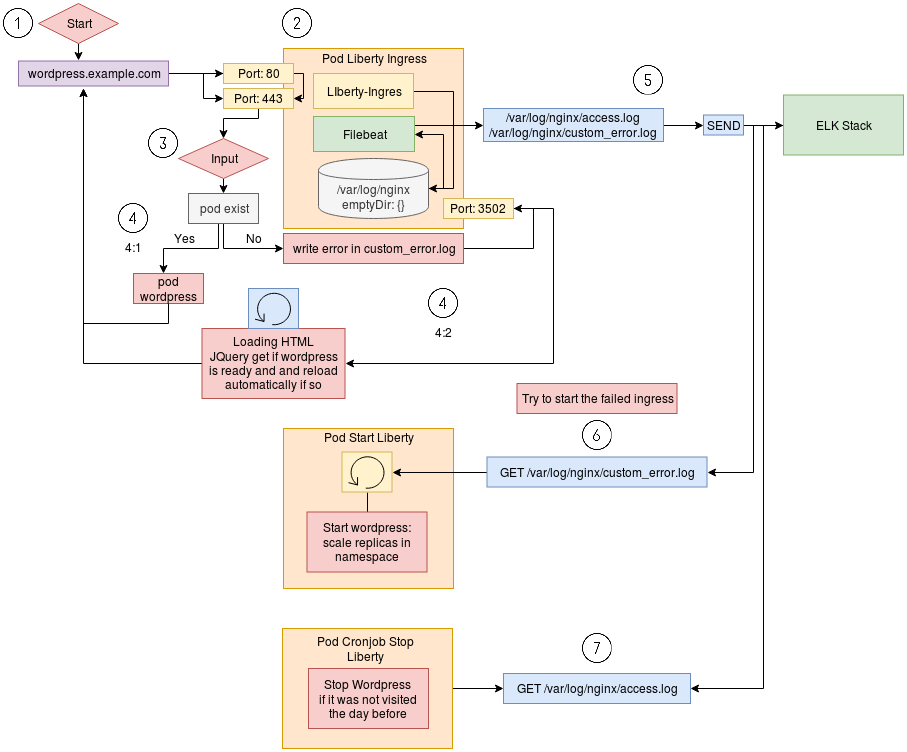 1
Start
2
wordpress.example.com
Pod Liberty Ingress
Port: 80
Port: 443
LIberty-Ingres
Filebeat
/var/log/nginx
emptyDir: {}
5
/var/log/nginx/access.log
/var/log/nginx/custom_error.log
SEND
ELK Stack
3
Input
pod exist
Port: 3502
4
4:1
Yes
No
write error in custom_error.log
pod
wordpress
4
4:2
Loading HTML
JQuery get if wordpress
is ready and and reload
automatically if so
Try to start the failed ingress
6
Pod Start Liberty
GET /var/log/nginx/custom_error.log
Start wordpress:
scale replicas in
namespace
Pod Cronjob Stop
Liberty
7
Stop Wordpress
if it was not visited
the day before
GET /var/log/nginx/access.log